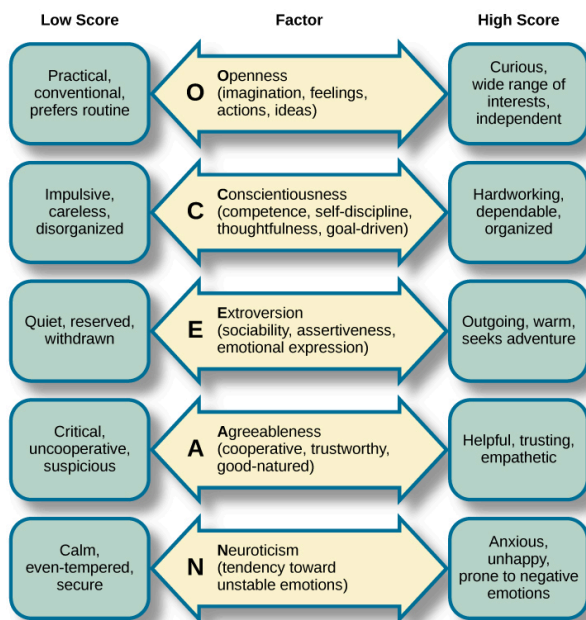 Low Score
Factor
High Score
Practical,
conventional,
prefers routine
O
Openness
(imagination, feelings,
actions, ideas)
Curious,
wide range of
interests,
independent
Impulsive,
careless,
disorganized
C
Conscientiousness
(competence, self-discipline,
thoughtfulness, goal-driven)
Hardworking,
dependable,
organized
Quiet, reserved,
withdrawn
E
Extroversion
(sociability, assertiveness,
emotional expression)
Outgoing, warm,
seeks adventure
Critical,
uncooperative,
suspicious
A
Agreeableness
(cooperative, trustworthy,
good-natured)
Helpful, trusting,
empathetic
Calm,
even-tempered,
secure
N
Neuroticism
(tendency toward
unstable emotions)
Anxious,
unhappy,
prone to negative
emotions